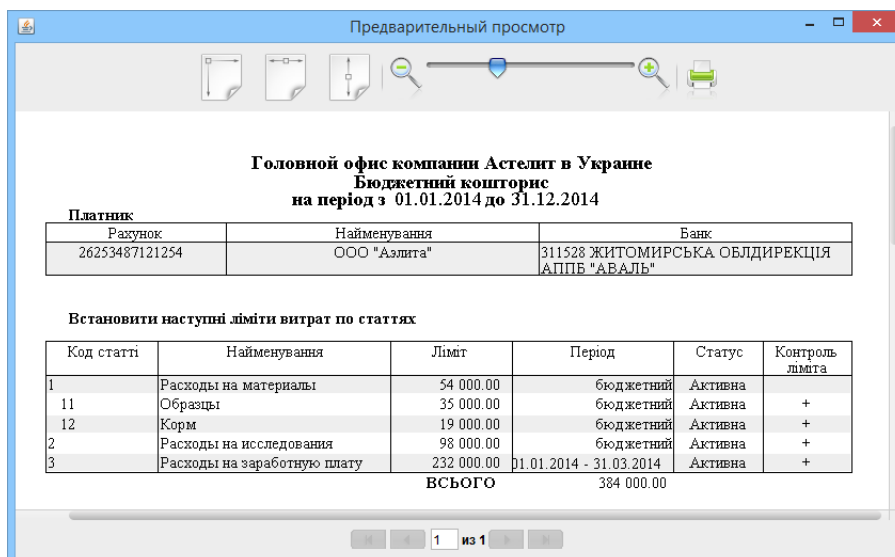 Предварительный просмотр
Головной офис компании Астелит в Украине
Бюджетний кошторис
на період з 01.01.2014 до 31.12.2014
Платник
Рахунок Найменування Банк
26253487121254 ООО "Аэлита" 311528 ЖИТОМИРСЬКА ОБЛДИРЕКЦІЯ
АППБ "АВАЛЬ"
Встановити наступні ліміти витрат по статтях
Код статті Найменування Ліміт Період Статус Контроль
ліміта
1 Расходы на материалы 54 000.00 бюджетний Активна
11 Образцы 35 000.00 бюджетний Активна +
12 Корм 19 000.00 бюджетний Активна +
2 Расходы на исследования 98 000.00 бюджетний Активна +
3 Расходы на заработную плату 232 000.00 01.01.2014 - 31.03.2014 Активна +
ВСЬОГО 384 000.00
1 из 1